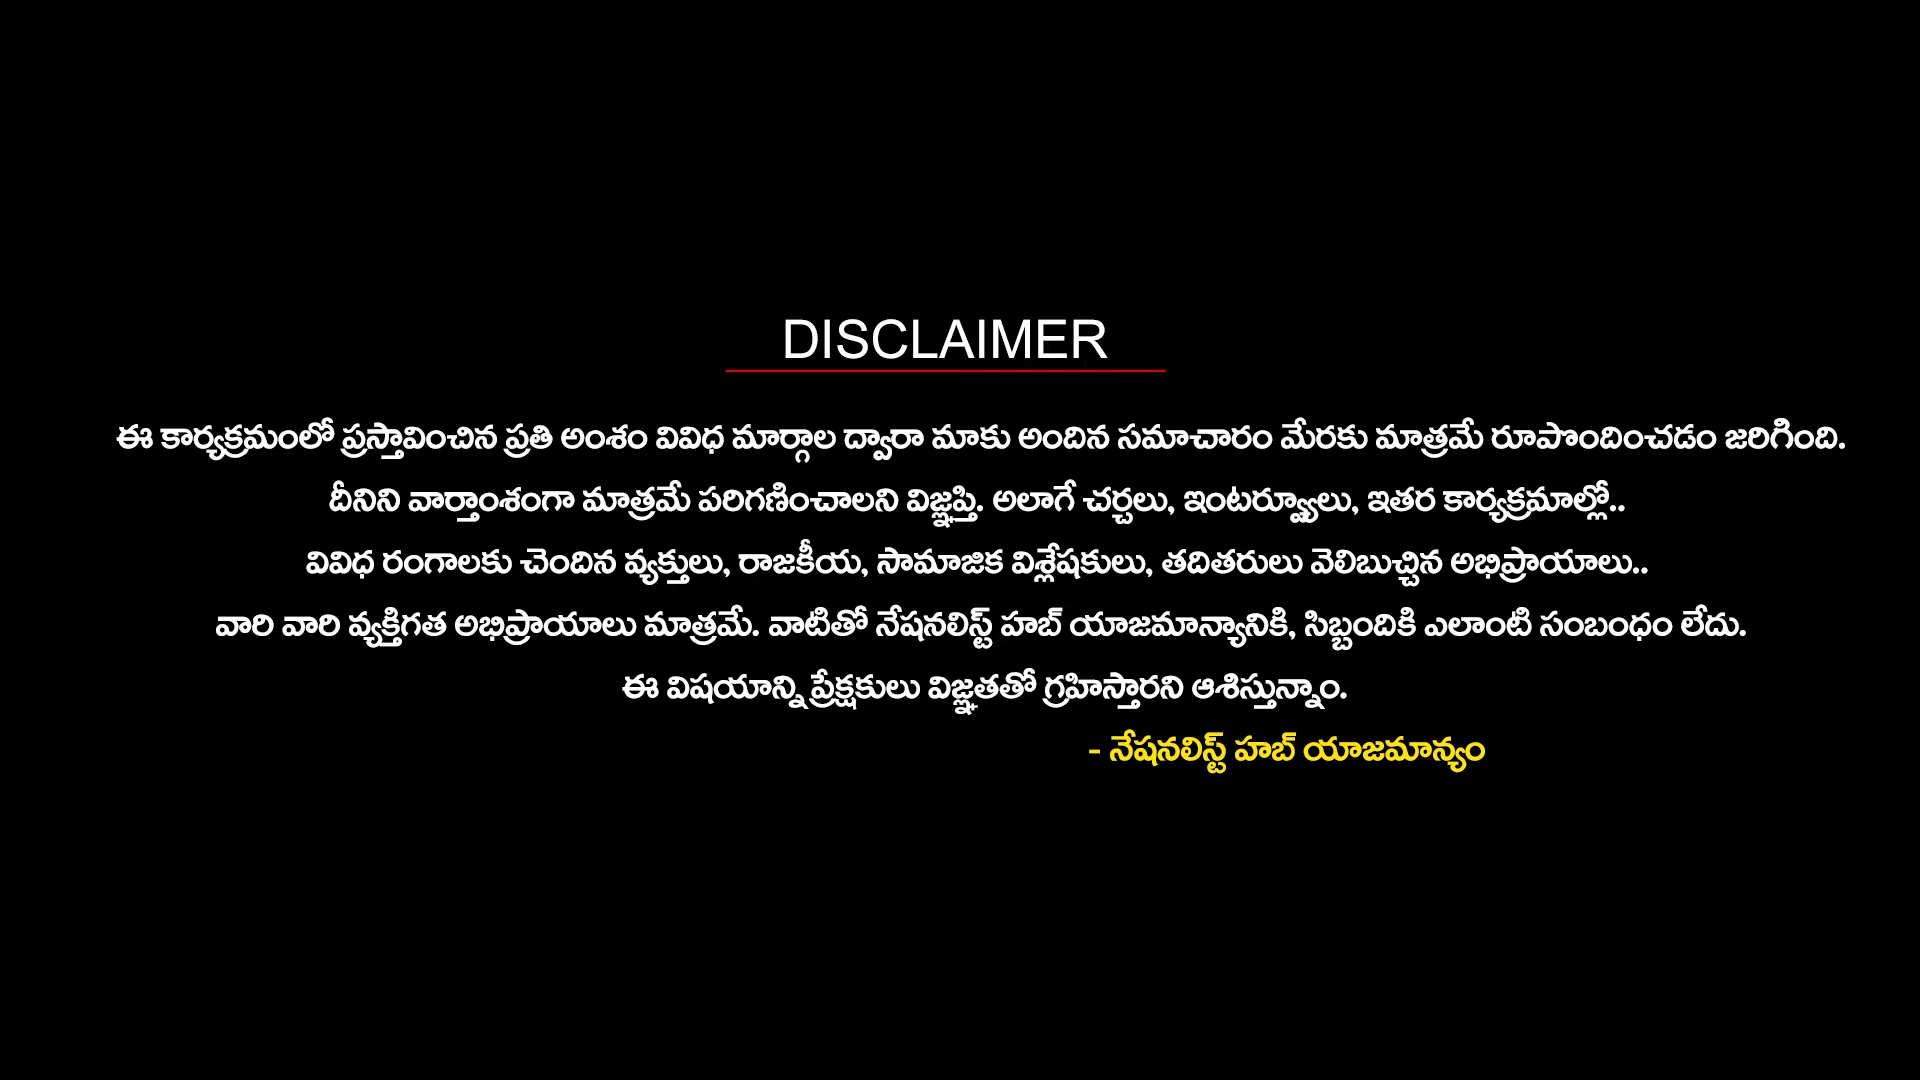 DISCLAIMER
ఈ కార్యక్రమంలో ప్రస్తావించిన ప్రతి అంశం వివిధ మార్గాల ద్వారా మాకు అందిన సమాచారం మేరకు మాత్రమే రూపొందించడం జరిగింది.
దీనిని వార్తాంశంగా మాత్రమే పరిగణించాలని విజ్ఞప్తి. అలాగే చర్చలు, ఇంటర్వ్యూలు, ఇతర కార్యక్రమాల్లో..
వివిధ రంగాలకు చెందిన వ్యక్తులు, రాజకీయ, సామాజిక విశ్లేషకులు, తదితరులు వెలిబుచ్చిన అభిప్రాయాలు..
వారి వారి వ్యక్తిగత అభిప్రాయాలు మాత్రమే. వాటితో నేషనలిస్ట్ హబ్ యాజమాన్యానికి, సిబ్బందికి ఎలాంటి సంబంధం లేదు.
ఈ విషయాన్ని ప్రేక్షకులు విజ్ఞతతో గ్రహిస్తారని ఆశిస్తున్నాం.
- నేషనలిస్ట్ హబ్ యాజమాన్యం